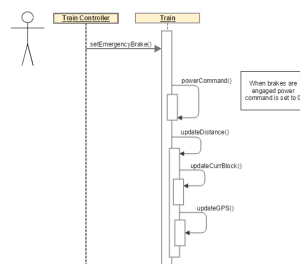 Train Controller
Train
setEmergencyBrake()
powerCommand()
When brakes are
engaged power
command is set to 0
updateDistance()
updateCurrBlock()
updateGPS()